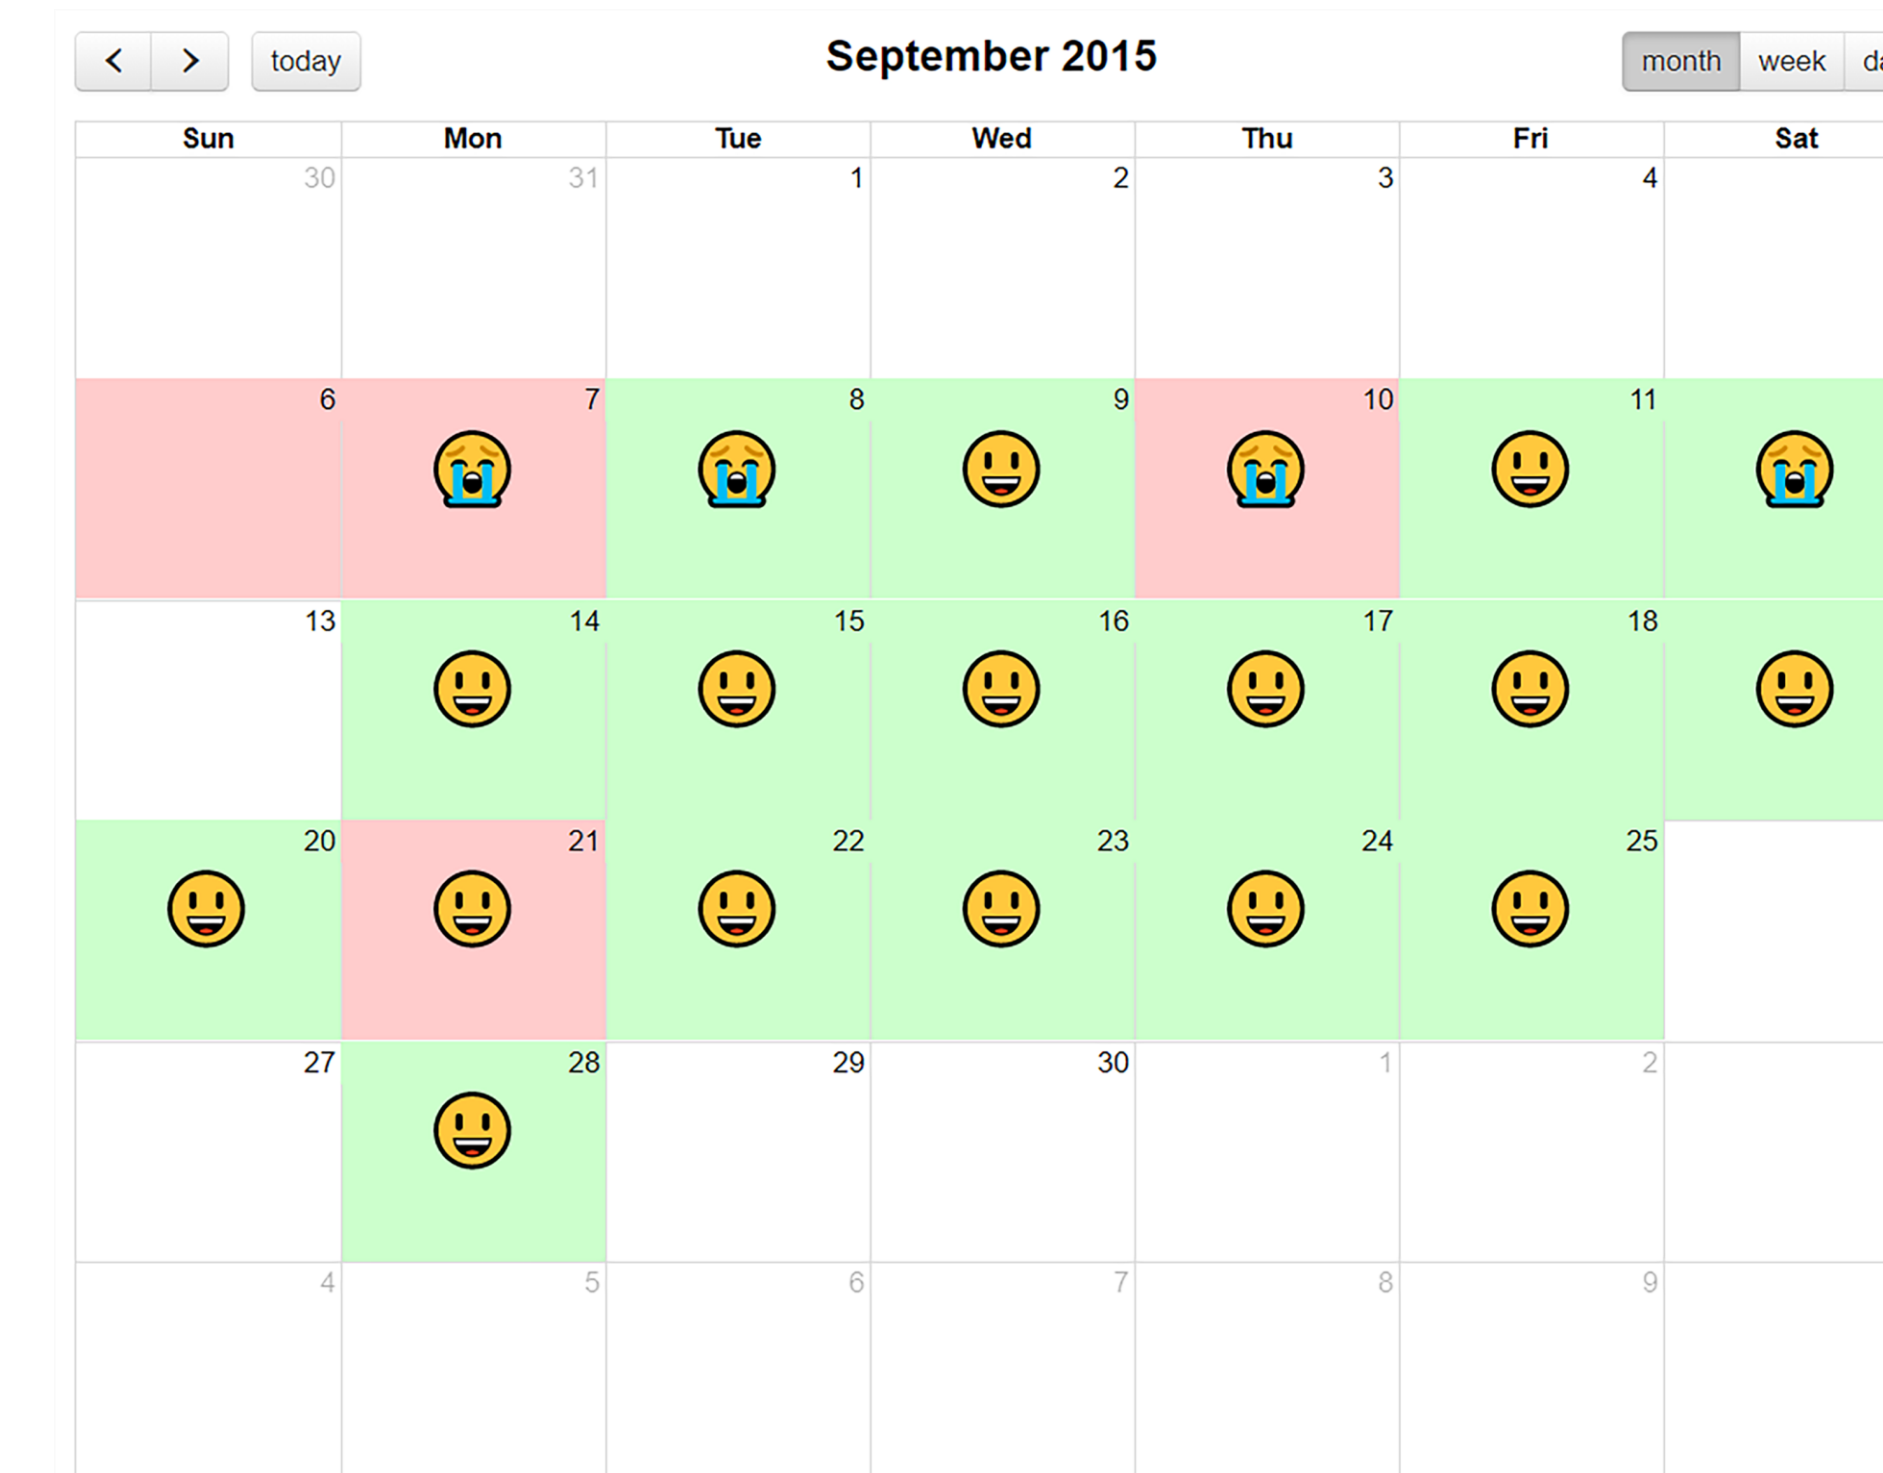 < > today September 2015 month week
Sun Mon Tue Wed Thu Fri Sat
30 31 1 2 3 4
6 7 8 9 10 11
13 14 15 16 17 18
20 21 22 23 24 25
27 28 29 30 1 2
4 5 6 7 8 9